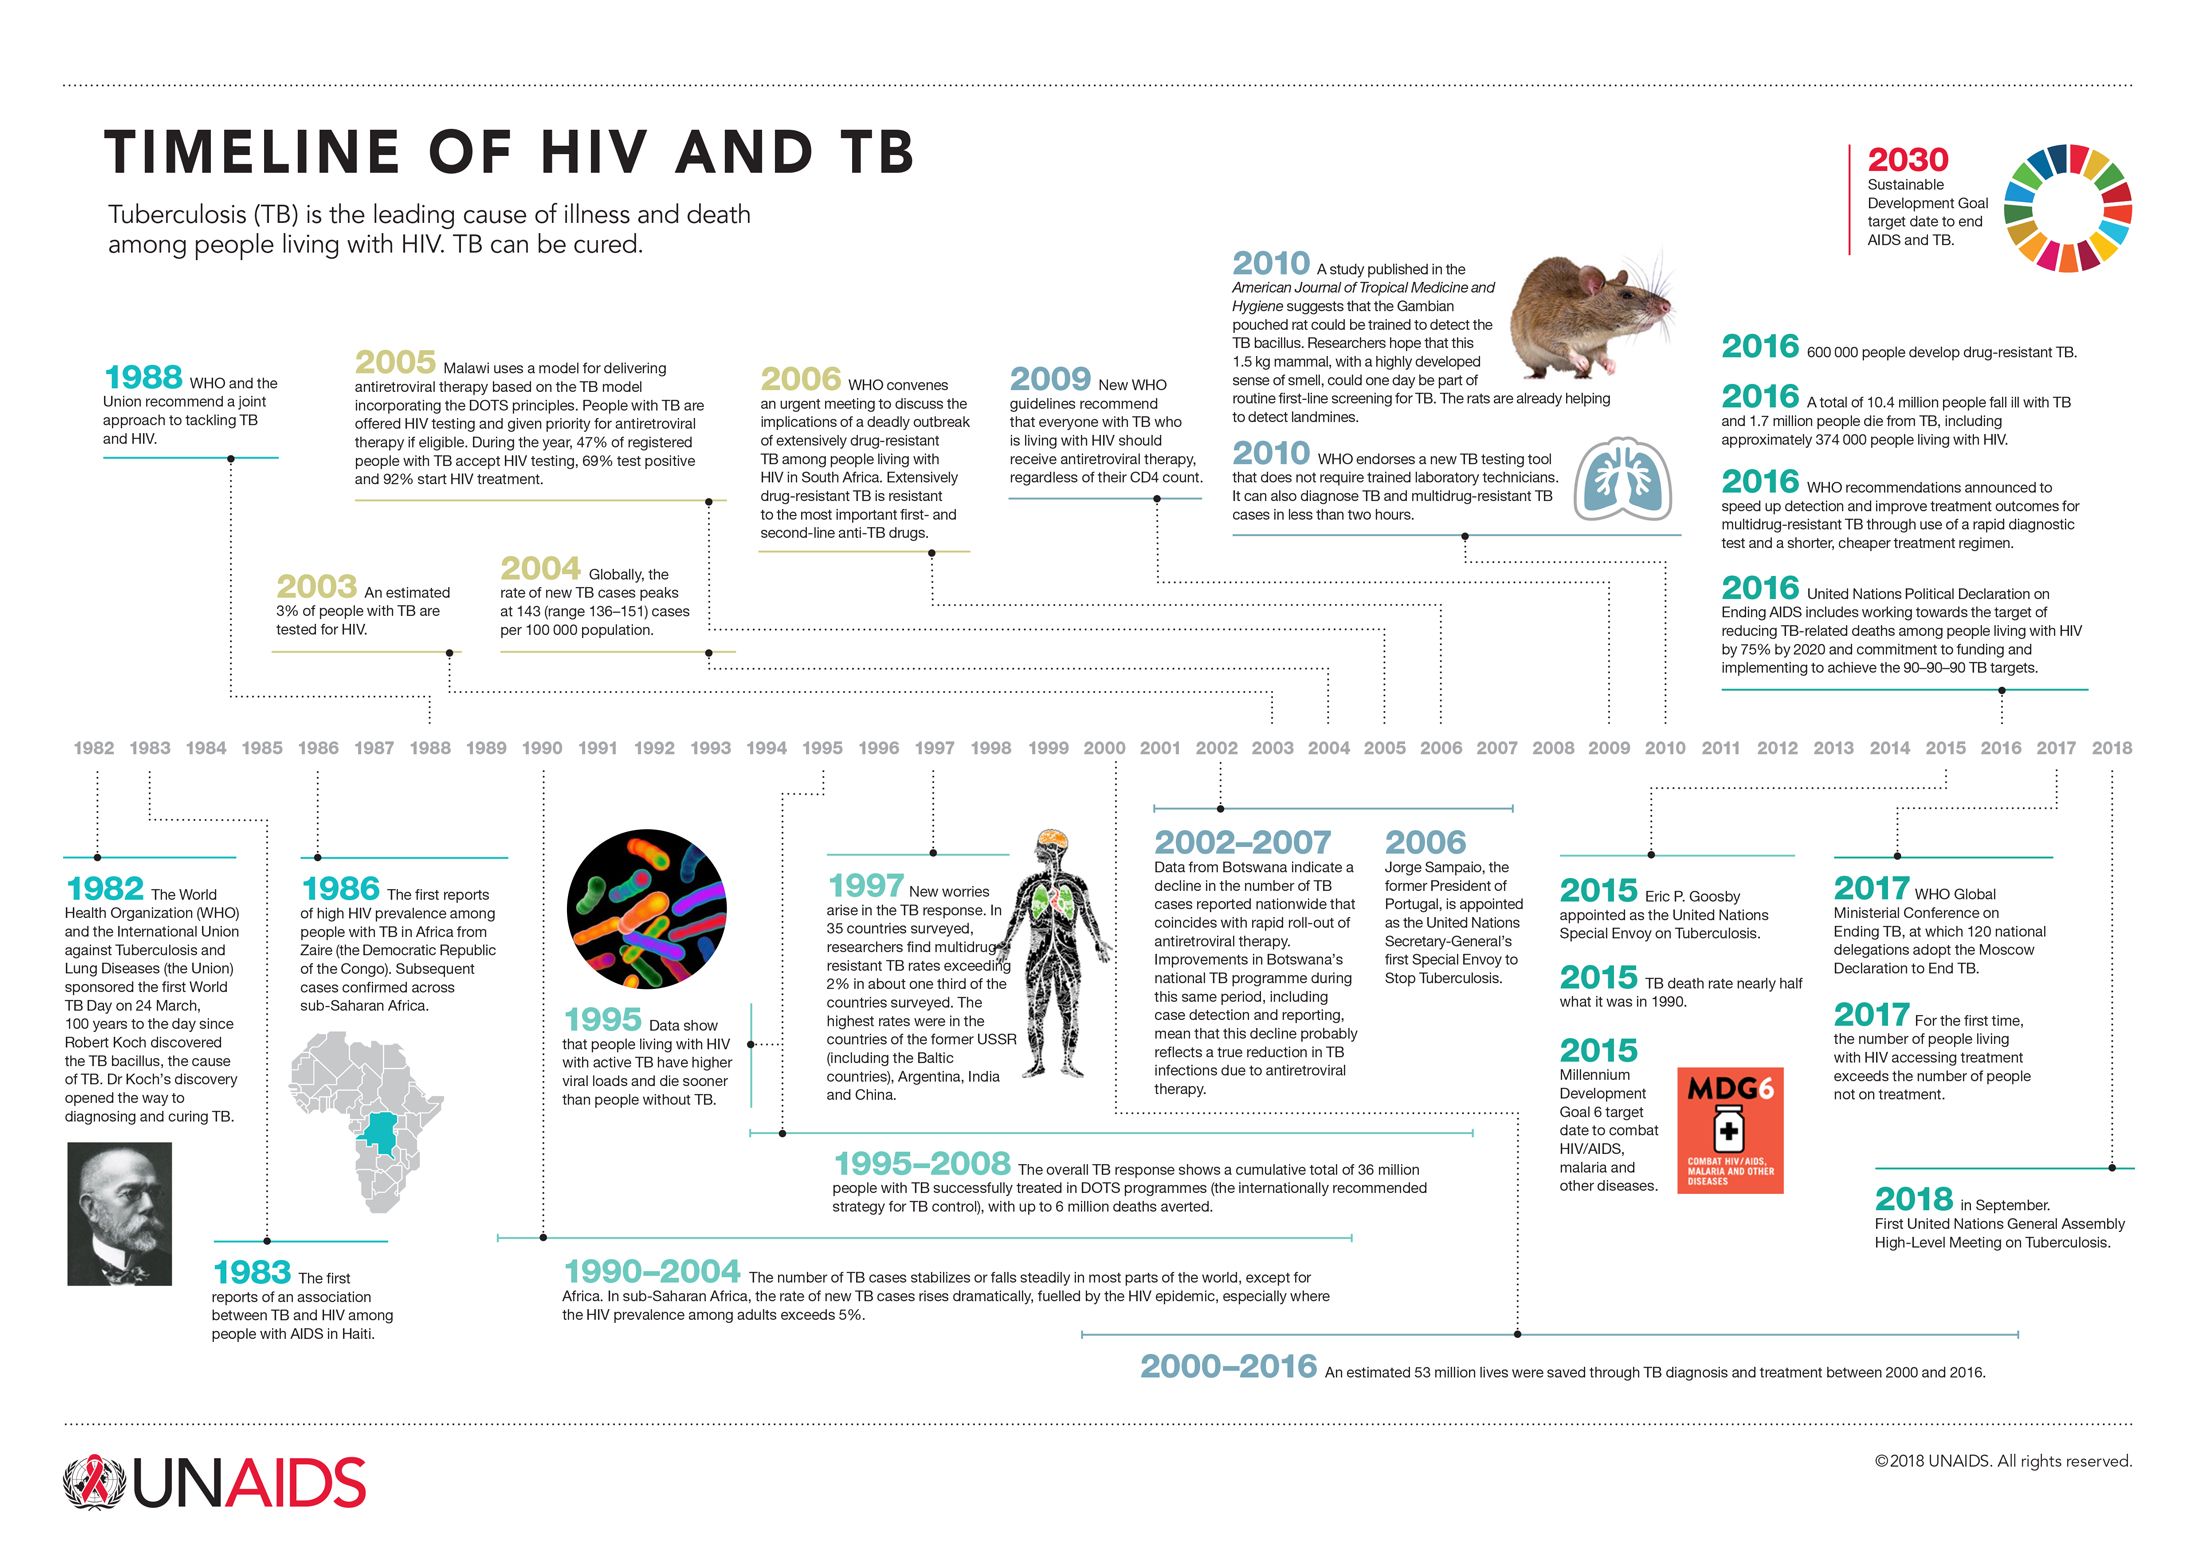 TIMELINE OF HIV AND TB
Tuberculosis (TB) is the leading cause of illness and death
among people living with HIV. TB can be cured.
2030
Sustainable
Development Goal
target date to end
AIDS and TB.
1988 WHO and the
Union recommend a joint
approach to tackling TB
and HIV.
2005 Malawi uses a model for delivering
antiretroviral therapy based on the TB model
incorporating the DOTS principles. People with TB are
offered HIV testing and given priority for antiretroviral
therapy if eligible. During the year, 47% of registered
people with TB accept HIV testing, 69% test positive
and 92% start HIV treatment.
2003 An estimated
3% of people with TB are
tested for HIV.
2004 Globally, the
rate of new TB cases peaks
at 143 (range 136–151) cases
per 100 000 population.
2006 WHO convenes
an urgent meeting to discuss the
implications of a deadly outbreak
of extensively drug-resistant
TB among people living with
HIV in South Africa. Extensively
drug-resistant TB is resistant
to the most important first- and
second-line anti-TB drugs.
2009 New WHO
guidelines recommend
that everyone with TB who
is living with HIV should
receive antiretroviral therapy,
regardless of their CD4 count.
2010 A study published in the
American Journal of Tropical Medicine and
Hygiene suggests that the Gambian
pouched rat could be trained to detect the
TB bacillus. Researchers hope that this
1.5 kg mammal, with a highly developed
sense of smell, could one day be part of
routine first-line screening for TB. The rats are already helping
to detect landmines.
2010 WHO endorses a new TB testing tool
that does not require trained laboratory technicians.
It can also diagnose TB and multidrug-resistant TB
cases in less than two hours.
2016 600 000 people develop drug-resistant TB.
2016 A total of 10.4 million people fall ill with TB
and 1.7 million people die from TB, including
approximately 374 000 people living with HIV.
2016 WHO recommendations announced to
speed up detection and improve treatment outcomes for
multidrug-resistant TB through use of a rapid diagnostic
test and a shorter, cheaper treatment regimen.
2016 United Nations Political Declaration on
Ending AIDS includes working towards the target of
reducing TB-related deaths among people living with HIV
by 75% by 2020 and commitment to funding and
implementing to achieve the 90–90–90 TB targets.
1982 1983 1984 1985 1986 1987 1988 1989 1990 1991 1992 1993 1994 1995 1996 1997 1998 1999 2000 2001 2002 2003 2004 2005 2006 2007 2008 2009 2010 2011 2012 2013 2014 2015 2016 2017 2018
1982 The World
Health Organization (WHO)
and the International Union
against Tuberculosis and
Lung Diseases (the Union)
sponsored the first World
TB Day on 24 March,
100 years to the day since
Robert Koch discovered
the TB bacillus, the cause
of TB. Dr Koch's discovery
opened the way to
diagnosing and curing TB.
1983 The first
reports of an association
between TB and HIV among
people with AIDS in Haiti.
1986 The first reports
of high HIV prevalence among
people with TB in Africa from
Zaire (the Democratic Republic
of the Congo). Subsequent
cases confirmed across
sub-Saharan Africa.
1995 Data show
that people living with HIV
with active TB have higher
viral loads and die sooner
than people without TB.
1997 New worries
arise in the TB response. In
35 countries surveyed,
researchers find multidrug-
resistant TB rates exceeding
2% in about one third of the
countries surveyed. The
highest rates were in the
countries of the former USSR
(including the Baltic
countries), Argentina, India
and China.
1995–2008 The overall TB response shows a cumulative total of 36 million
people with TB successfully treated in DOTS programmes (the internationally recommended
strategy for TB control), with up to 6 million deaths averted.
1990–2004 The number of TB cases stabilizes or falls steadily in most parts of the world, except for
Africa. In sub-Saharan Africa, the rate of new TB cases rises dramatically, fuelled by the HIV epidemic, especially where
the HIV prevalence among adults exceeds 5%.
2002–2007
Data from Botswana indicate a
decline in the number of TB
cases reported nationwide that
coincides with rapid roll-out of
antiretroviral therapy.
Improvements in Botswana's
national TB programme during
this same period, including
case detection and reporting,
mean that this decline probably
reflects a true reduction in TB
infections due to antiretroviral
therapy.
2006
Jorge Sampaio, the
former President of
Portugal, is appointed
as the United Nations
Secretary-General's
first Special Envoy to
Stop Tuberculosis.
2015 Eric P. Goosby
appointed as the United Nations
Special Envoy on Tuberculosis.
2015 TB death rate nearly half
what it was in 1990.
2015
Millennium
Development
Goal 6 target
date to combat
HIV/AIDS,
malaria and
other diseases.
MDG6
COMBAT HIV/AIDS,
MALARIA AND OTHER
DISEASES
2017 WHO Global
Ministerial Conference on
Ending TB, at which 120 national
delegations adopt the Moscow
Declaration to End TB.
2017 For the first time,
the number of people living
with HIV accessing treatment
exceeds the number of people
not on treatment.
2018 in September.
First United Nations General Assembly
High-Level Meeting on Tuberculosis.
2000–2016 An estimated 53 million lives were saved through TB diagnosis and treatment between 2000 and 2016.
UNAIDS
©2018 UNAIDS. All rights reserved.